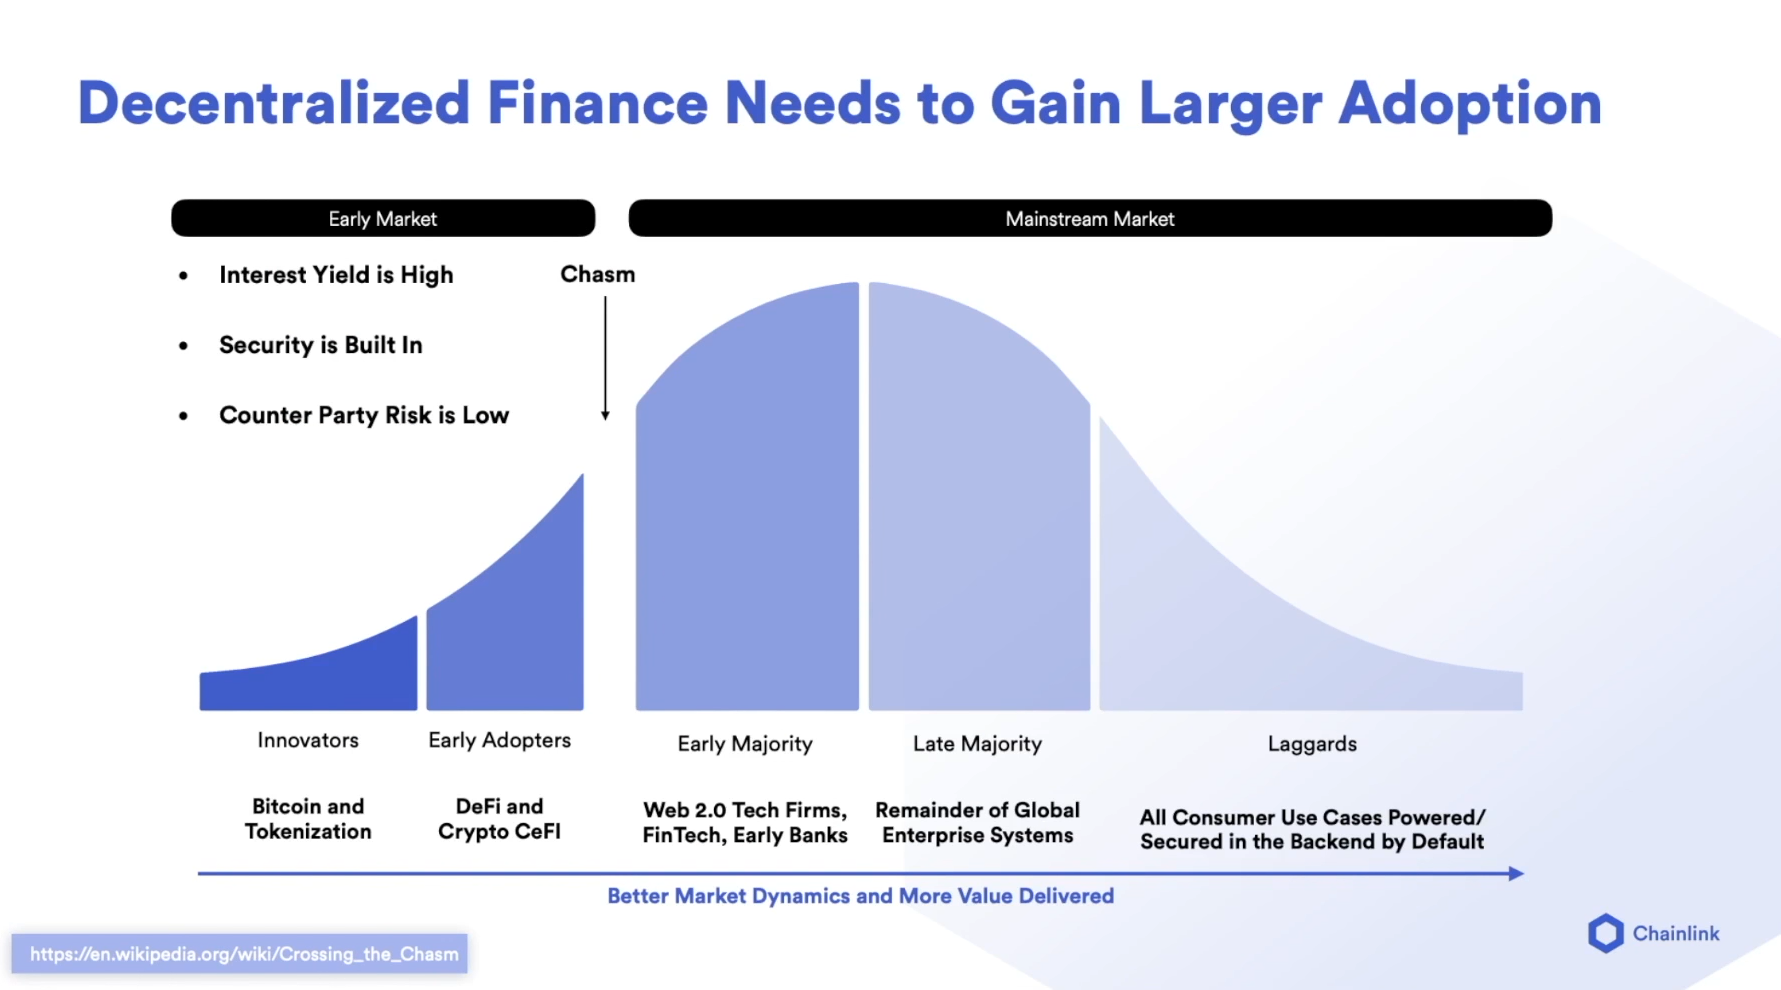 Decentralized Finance Needs to Gain Larger Adoption
Early Market
Mainstream Market
• Interest Yield is High
• Security is Built In
• Counter Party Risk is Low
Chasm
Innovators
Early Adopters
Early Majority
Late Majority
Laggards
Bitcoin and
Tokenization
DeFi and
Crypto CeFI
Web 2.0 Tech Firms,
FinTech, Early Banks
Remainder of Global
Enterprise Systems
All Consumer Use Cases Powered/
Secured in the Backend by Default
Better Market Dynamics and More Value Delivered
https://en.wikipedia.org/wiki/Crossing_the_Chasm
Chainlink